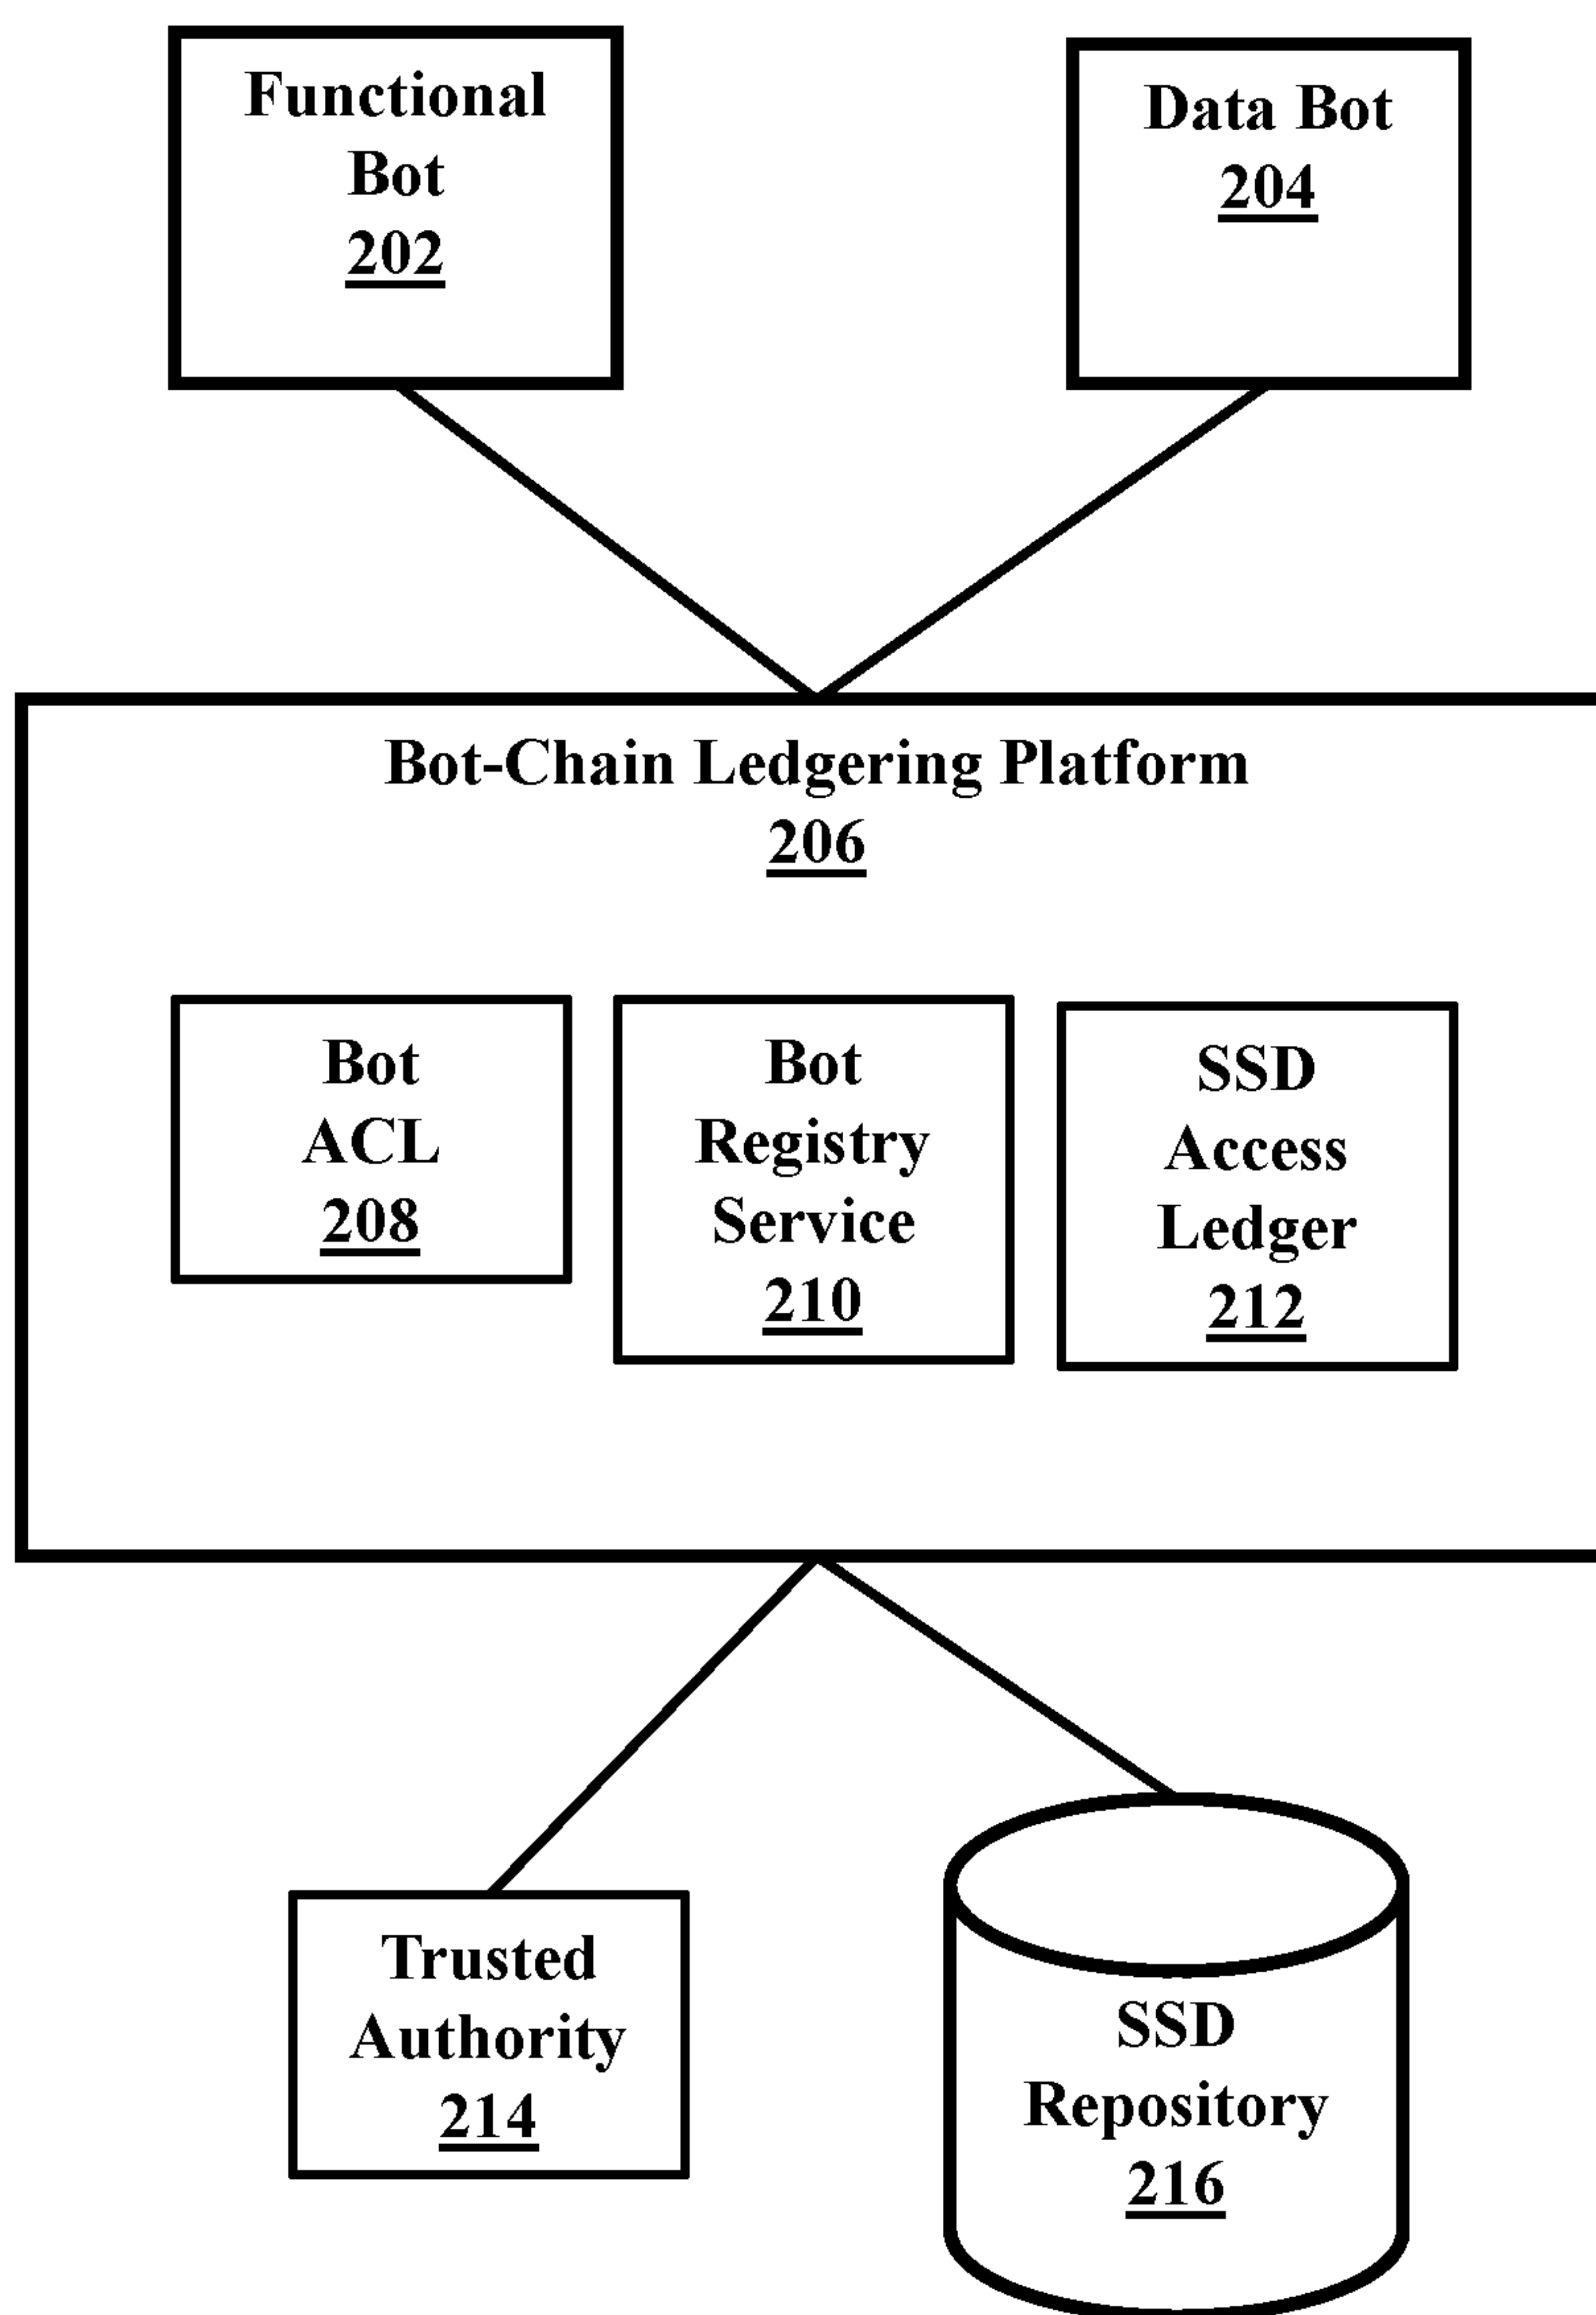 Functional
Bot
202
Data Bot
204
Bot-Chain Ledgering Platform
206
Bot
ACL
208
Bot
Registry
Service
210
SSD
Access
Ledger
212
Trusted
Authority
214
SSD
Repository
216